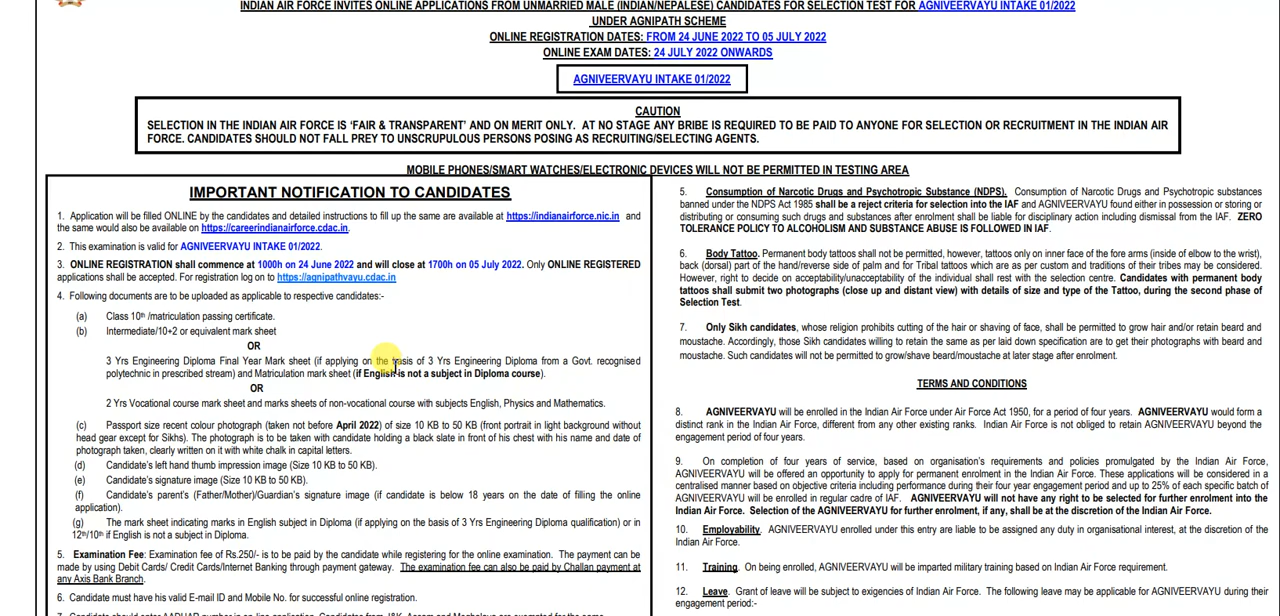 INDIAN AIR FORCE INVITES ONLINE APPLICATIONS FROM UNMARRIED MALE (INDIAN/NEPALESE) CANDIDATES FOR SELECTION TEST FOR AGNIVEERVAYU INTAKE 01/2022
UNDER AGNIPATH SCHEME
ONLINE REGISTRATION DATES: FROM 24 JUNE 2022 TO 05 JULY 2022
ONLINE EXAM DATES: 24 JULY 2022 ONWARDS
AGNIVEERVAYU INTAKE 01/2022
CAUTION
SELECTION IN THE INDIAN AIR FORCE IS 'FAIR & TRANSPARENT' AND ON MERIT ONLY. AT NO STAGE ANY BRIBE IS REQUIRED TO BE PAID TO ANYONE FOR SELECTION OR RECRUITMENT IN THE INDIAN AIR
FORCE. CANDIDATES SHOULD NOT FALL PREY TO UNSCRUPULOUS PERSONS POSING AS RECRUITING/SELECTING AGENTS.
MOBILE PHONES/SMART WATCHES/ELECTRONIC DEVICES WILL NOT BE PERMITTED IN TESTING AREA
IMPORTANT NOTIFICATION TO CANDIDATES
1. Application will be filled ONLINE by the candidates and detailed instructions to fill up the same are available at https://indianairforce.nic.in and
the same would also be available on https://careerindianairforce.cdac.in.
2. This examination is valid for AGNIVEERVAYU INTAKE 01/2022.
3. ONLINE REGISTRATION shall commence at 1000h on 24 June 2022 and will close at 1700h on 05 July 2022. Only ONLINE REGISTERED
applications shall be accepted. For registration log on to https://agnipathvayu.cdac.in
4. Following documents are to be uploaded as applicable to respective candidates:-
(a) Class 10th /matriculation passing certificate.
(b) Intermediate/10+2 or equivalent mark sheet
OR
3 Yrs Engineering Diploma Final Year Mark sheet (if applying on the basis of 3 Yrs Engineering Diploma from a Govt. recognised
polytechnic in prescribed stream) and Matriculation mark sheet (if English is not a subject in Diploma course).
OR
2 Yrs Vocational course mark sheet and marks sheets of non-vocational course with subjects English, Physics and Mathematics.
(c) Passport size recent colour photograph (taken not before April 2022) of size 10 KB to 50 KB (front portrait in light background without
head gear except for Sikhs). The photograph is to be taken with candidate holding a black slate in front of his chest with his name and date of
photograph taken, clearly written on it with white chalk in capital letters.
(d) Candidate's left hand thumb impression image (Size 10 KB to 50 KB).
(e) Candidate's signature image (Size 10 KB to 50 KB).
(f) Candidate's parent's (Father/Mother)/Guardian's signature image (if candidate is below 18 years on the date of filling the online
application).
(g) The mark sheet indicating marks in English subject in Diploma (if applying on the basis of 3 Yrs Engineering Diploma qualification) or in
12th/10th if English is not a subject in Diploma.
5. Examination Fee: Examination fee of Rs.250/- is to be paid by the candidate while registering for the online examination. The payment can be
made by using Debit Cards/ Credit Cards/Internet Banking through payment gateway. The examination fee can also be paid by Challan payment at
any Axis Bank Branch.
6. Candidate must have his valid E-mail ID and Mobile No. for successful online registration.
5. Consumption of Narcotic Drugs and Psychotropic Substance (NDPS). Consumption of Narcotic Drugs and Psychotropic substances
banned under the NDPS Act 1985 shall be a reject criteria for selection into the IAF and AGNIVEERVAYU found either in possession or storing or
distributing or consuming such drugs and substances after enrolment shall be liable for disciplinary action including dismissal from the IAF. ZERO
TOLERANCE POLICY TO ALCOHOLISM AND SUBSTANCE ABUSE IS FOLLOWED IN IAF.
6. Body Tattoo. Permanent body tattoos shall not be permitted, however, tattoos only on inner face of the fore arms (inside of elbow to the wrist),
back (dorsal) part of the hand/reverse side of palm and for Tribal tattoos which are as per custom and traditions of their tribes may be considered.
However, right to decide on acceptability/unacceptability of the individual shall rest with the selection centre. Candidates with permanent body
tattoos shall submit two photographs (close up and distant view) with details of size and type of the Tattoo, during the second phase of
Selection Test.
7. Only Sikh candidates, whose religion prohibits cutting of the hair or shaving of face, shall be permitted to grow hair and/or retain beard and
moustache. Accordingly, those Sikh candidates willing to retain the same as per laid down specification are to get their photographs with beard and
moustache. Such candidates will not be permitted to grow/shave beard/moustache at later stage after enrolment.
TERMS AND CONDITIONS
8. AGNIVEERVAYU will be enrolled in the Indian Air Force under Air Force Act 1950, for a period of four years. AGNIVEERVAYU would form a
distinct rank in the Indian Air Force, different from any other existing ranks. Indian Air Force is not obliged to retain AGNIVEERVAYU beyond the
engagement period of four years.
9. On completion of four years of service, based on organisation's requirements and policies promulgated by the Indian Air Force,
AGNIVEERVAYU will be offered an opportunity to apply for permanent enrolment in the Indian Air Force. These applications will be considered in a
centralised manner based on objective criteria including performance during their four year engagement period and up to 25% of each specific batch of
AGNIVEERVAYU will be enrolled in regular cadre of IAF. AGNIVEERVAYU will not have any right to be selected for further enrolment into the
Indian Air Force. Selection of the AGNIVEERVAYU for further enrolment, if any, shall be at the discretion of the Indian Air Force.
10. Employability. AGNIVEERVAYU enrolled under this entry are liable to be assigned any duty in organisational interest, at the discretion of the
Indian Air Force.
11. Training. On being enrolled, AGNIVEERVAYU will be imparted military training based on Indian Air Force requirement.
12. Leave. Grant of leave will be subject to exigencies of Indian Air Force. The following leave may be applicable for AGNIVEERVAYU during their
engagement period:-